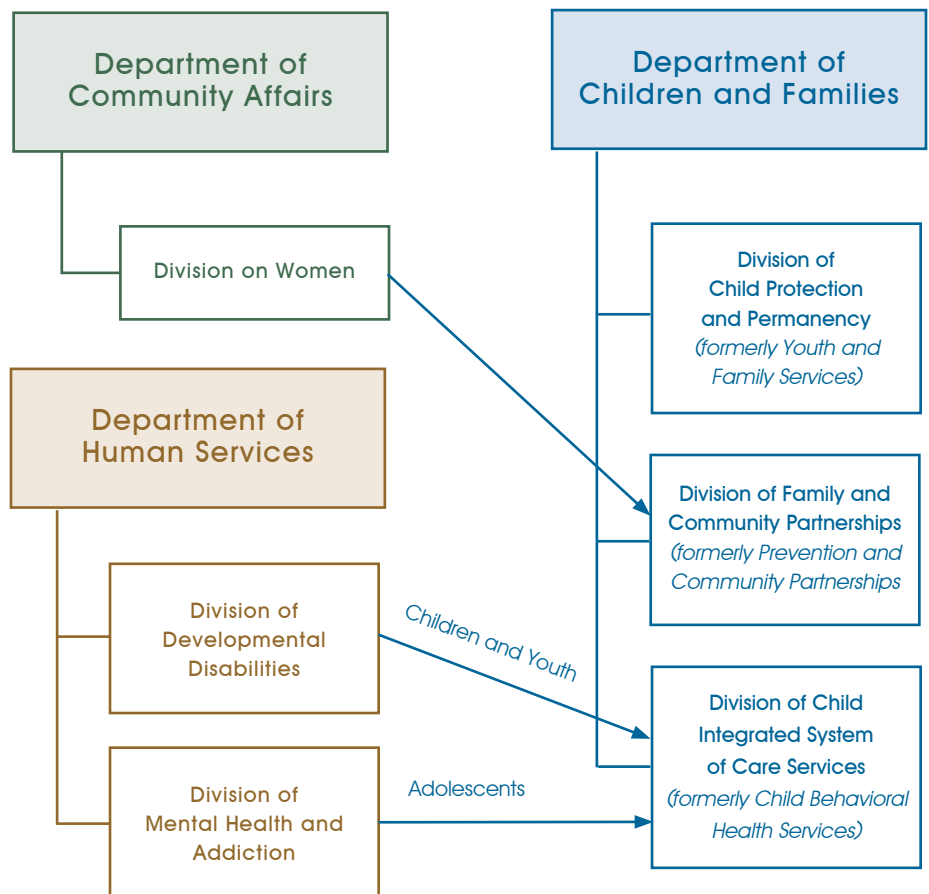 Department of
Community Affairs
Division on Women
Department of
Human Services
Division of
Developmental
Disabilities
Division of
Mental Health and
Addiction
Children and Youth
Adolescents
Department of
Children and Families
Division of
Child Protection
and Permanency
(formerly Youth and
Family Services)
Division of Family and
Community Partnerships
(formerly Prevention and
Community Partnerships
Division of Child
Integrated System
of Care Services
(formerly Child Behavioral
Health Services)